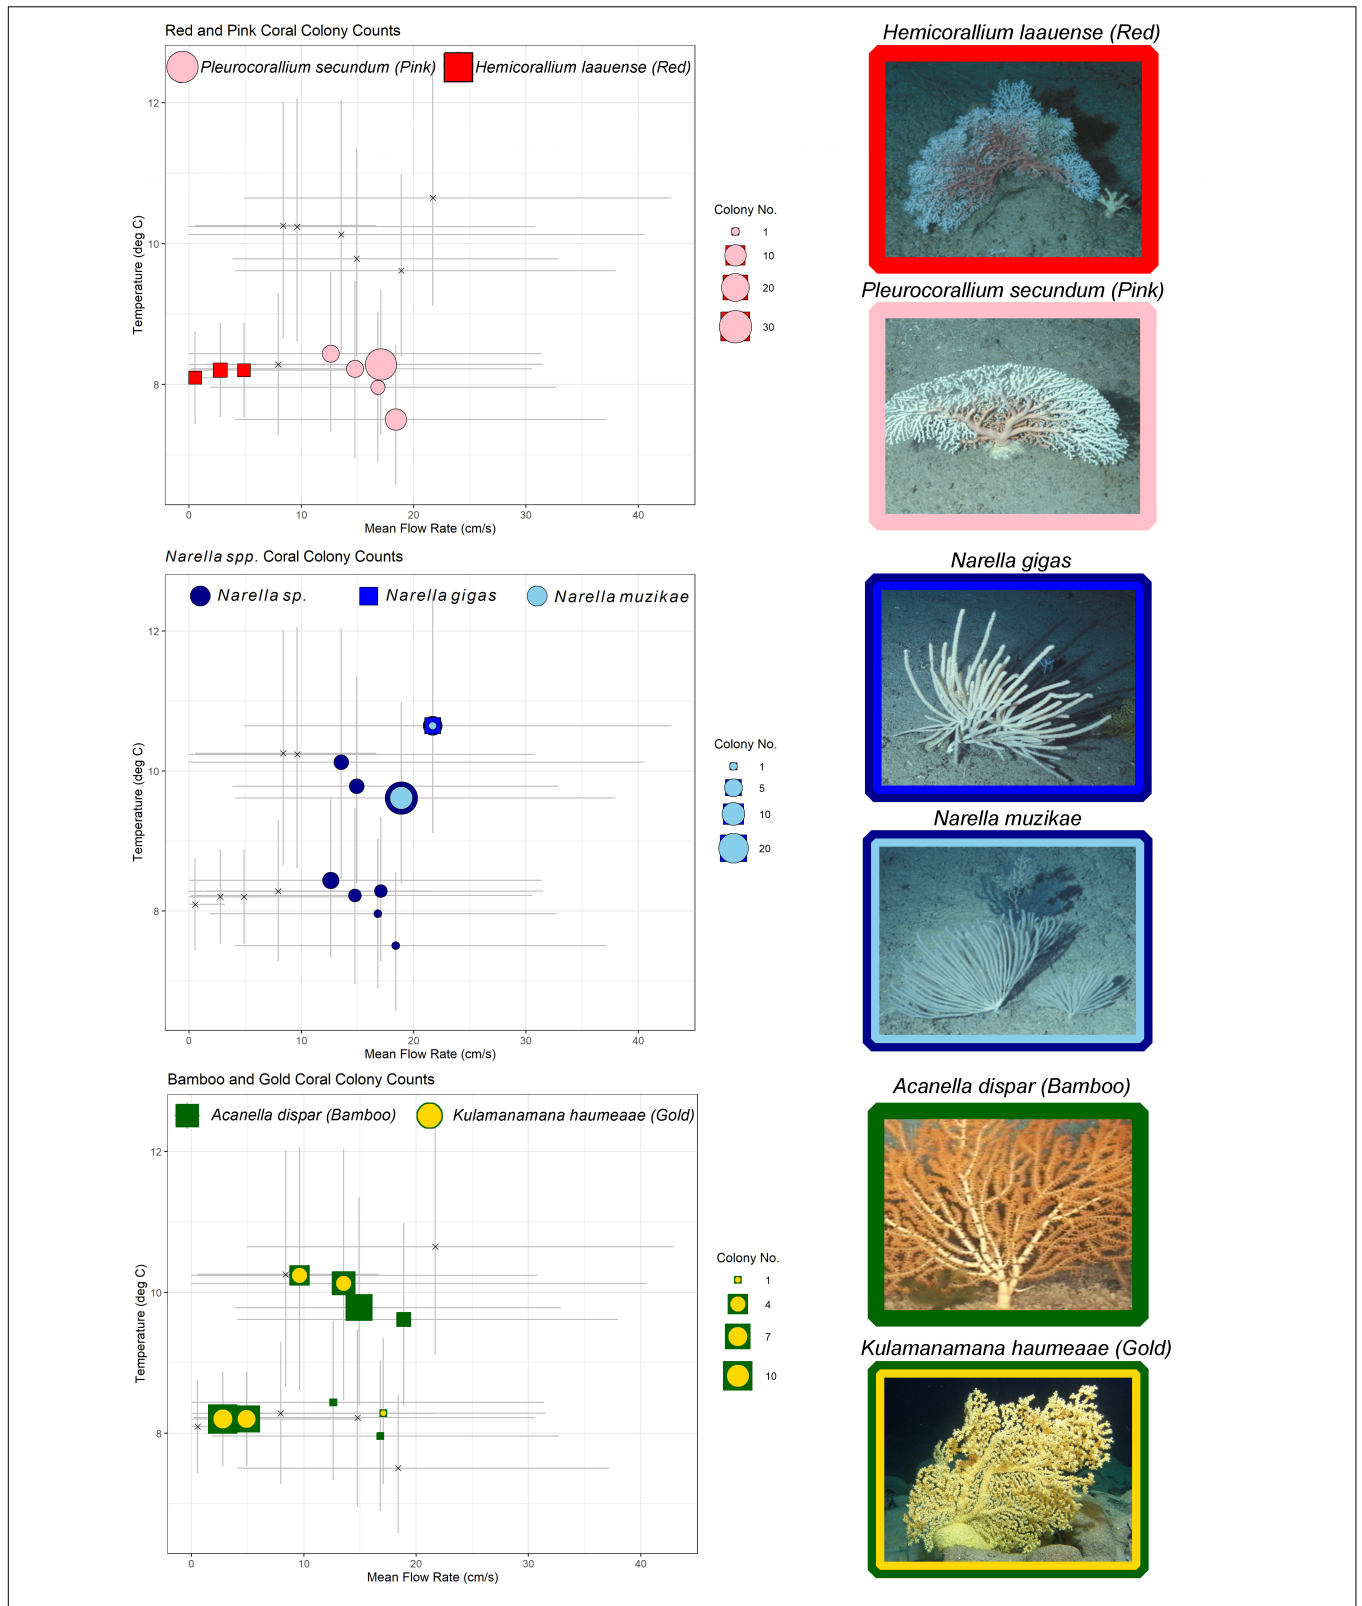 Red and Pink Coral Colony Counts
Pleurocorallium secundum (Pink)
Hemicorallium laauense (Red)
12
10
8
Temperature (deg C)
0 10 20 30 40
Mean Flow Rate (cm/s)
Colony No.
1
10
20
30
Hemicorallium laauense (Red)
Pleurocorallium secundum (Pink)
Narella spp. Coral Colony Counts
Narella sp.
Narella gigas
Narella muzikae
12
10
8
Temperature (deg C)
0 10 20 30 40
Mean Flow Rate (cm/s)
Colony No.
1
5
10
20
Narella gigas
Narella muzikae
Bamboo and Gold Coral Colony Counts
Acanella dispar (Bamboo)
Kulamanamana haumeaae (Gold)
12
10
8
Temperature (deg C)
0 10 20 30 40
Mean Flow Rate (cm/s)
Colony No.
1
4
7
10
Acanella dispar (Bamboo)
Kulamanamana haumeaae (Gold)